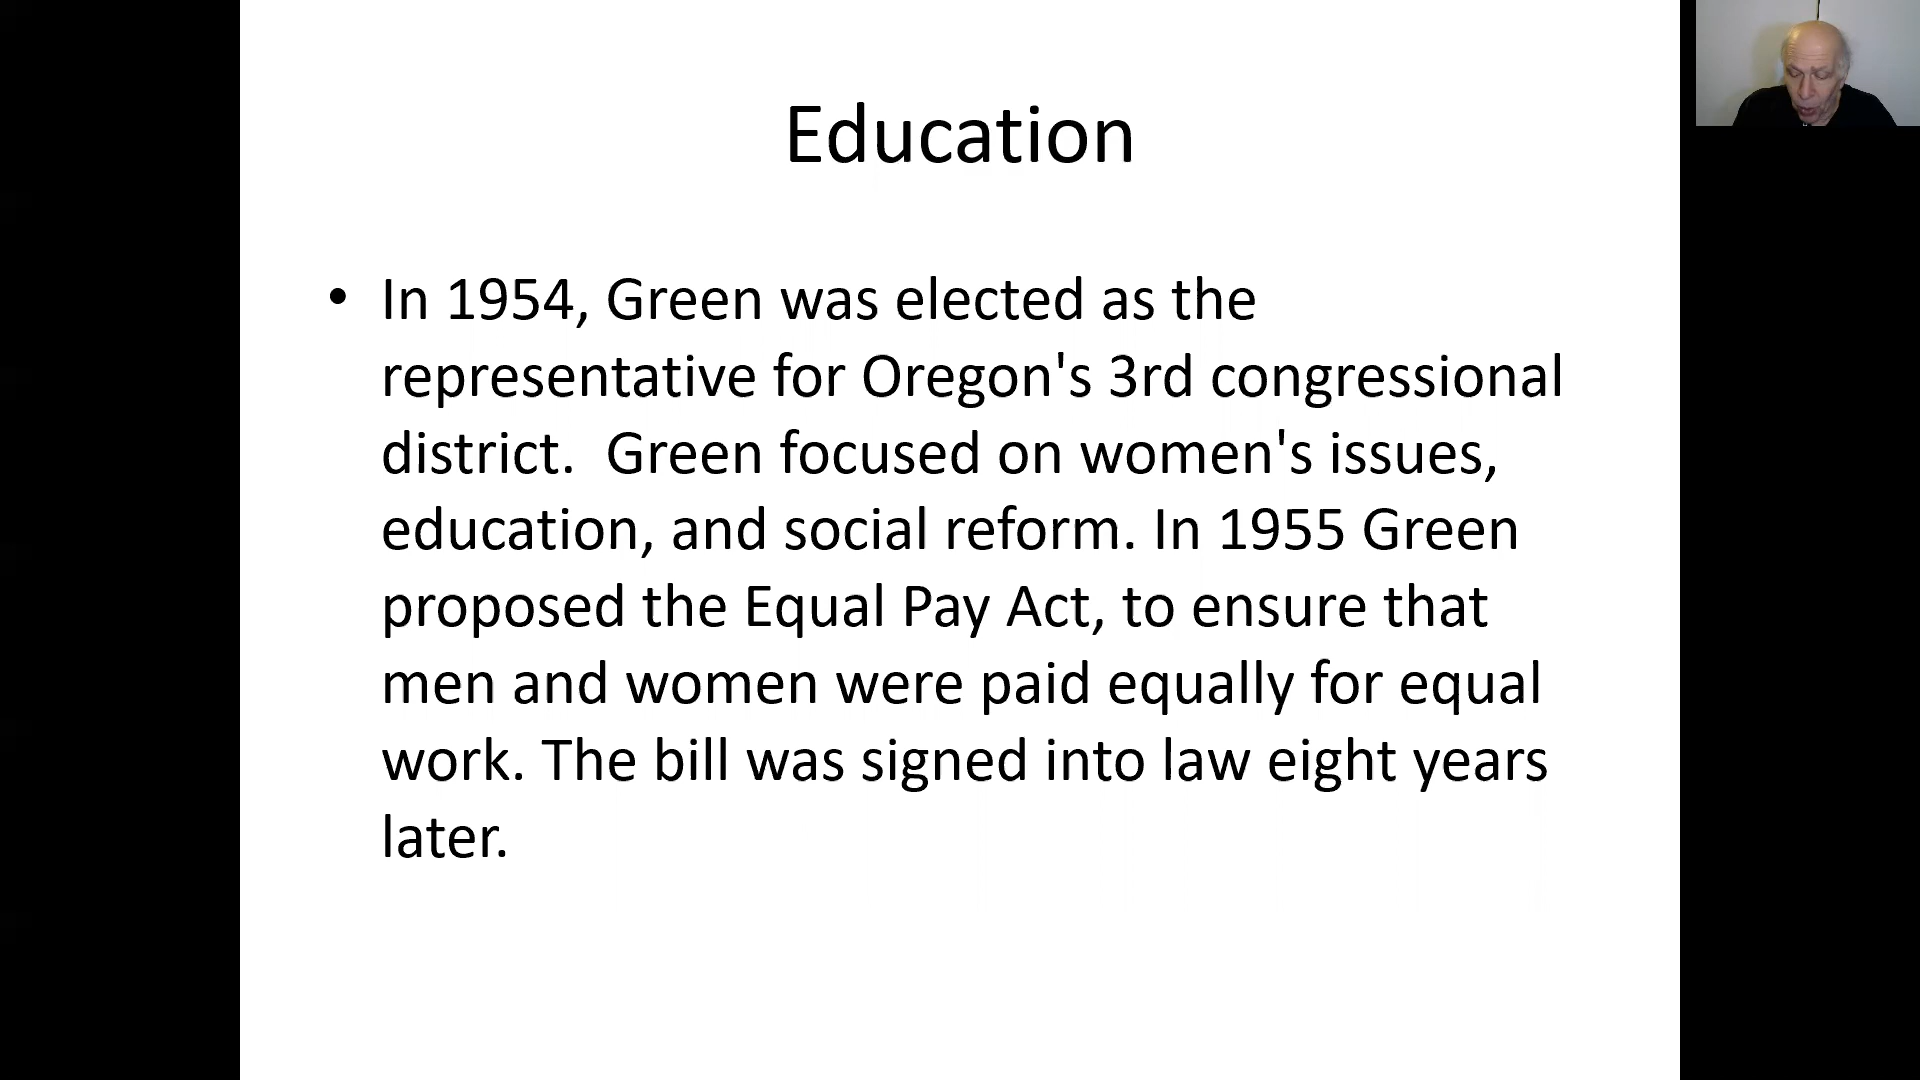 Education
• In 1954, Green was elected as the
representative for Oregon's 3rd congressional
district.  Green focused on women's issues,
education, and social reform. In 1955 Green
proposed the Equal Pay Act, to ensure that
men and women were paid equally for equal
work. The bill was signed into law eight years
later.